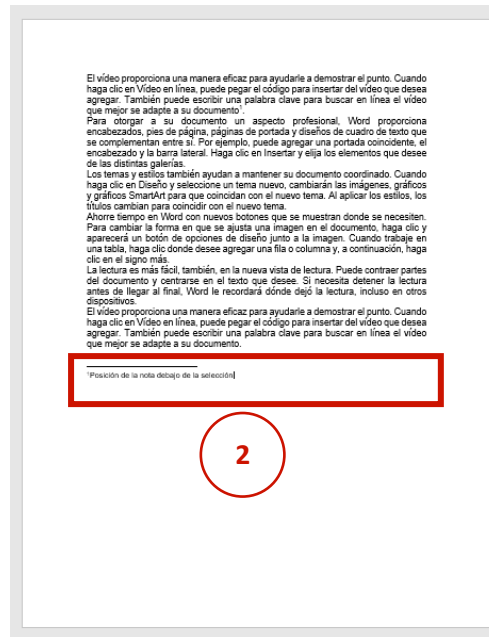 El vídeo proporciona una manera eficaz para ayudarle a demostrar el punto. Cuando
haga clic en Vídeo en línea, puede pegar el código para insertar del vídeo que desea
agregar. También puede escribir una palabra clave para buscar en línea el vídeo
que mejor se adapte a su documento¹.
Para otorgar a su documento un aspecto profesional, Word proporciona
encabezados, pies de página, páginas de portada y diseños de cuadro de texto que
se complementan entre sí. Por ejemplo, puede agregar una portada coincidente, el
encabezado y la barra lateral. Haga clic en Insertar y elija los elementos que desee
de las distintas galerías.
Los temas y estilos también ayudan a mantener su documento coordinado. Cuando
haga clic en Diseño y seleccione un tema nuevo, cambiarán las imágenes, gráficos
y gráficos SmartArt para que coincidan con el nuevo tema. Al aplicar los estilos, los
títulos cambian para coincidir con el nuevo tema.
Ahorre tiempo en Word con nuevos botones que se muestran donde se necesiten.
Para cambiar la forma en que se ajusta una imagen en el documento, haga clic y
aparecerá un botón de opciones de diseño junto a la imagen. Cuando trabaje en
una tabla, haga clic donde desee agregar una fila o columna y, a continuación, haga
clic en el signo más.
La lectura es más fácil, también, en la nueva vista de lectura. Puede contraer partes
del documento y centrarse en el texto que desee. Si necesita detener la lectura
antes de llegar al final, Word le recordará dónde dejó la lectura, incluso en otros
dispositivos.
El vídeo proporciona una manera eficaz para ayudarle a demostrar el punto. Cuando
haga clic en Vídeo en línea, puede pegar el código para insertar del vídeo que desea
agregar. También puede escribir una palabra clave para buscar en línea el vídeo
que mejor se adapte a su documento.
¹Posición de la nota debajo de la selección
2